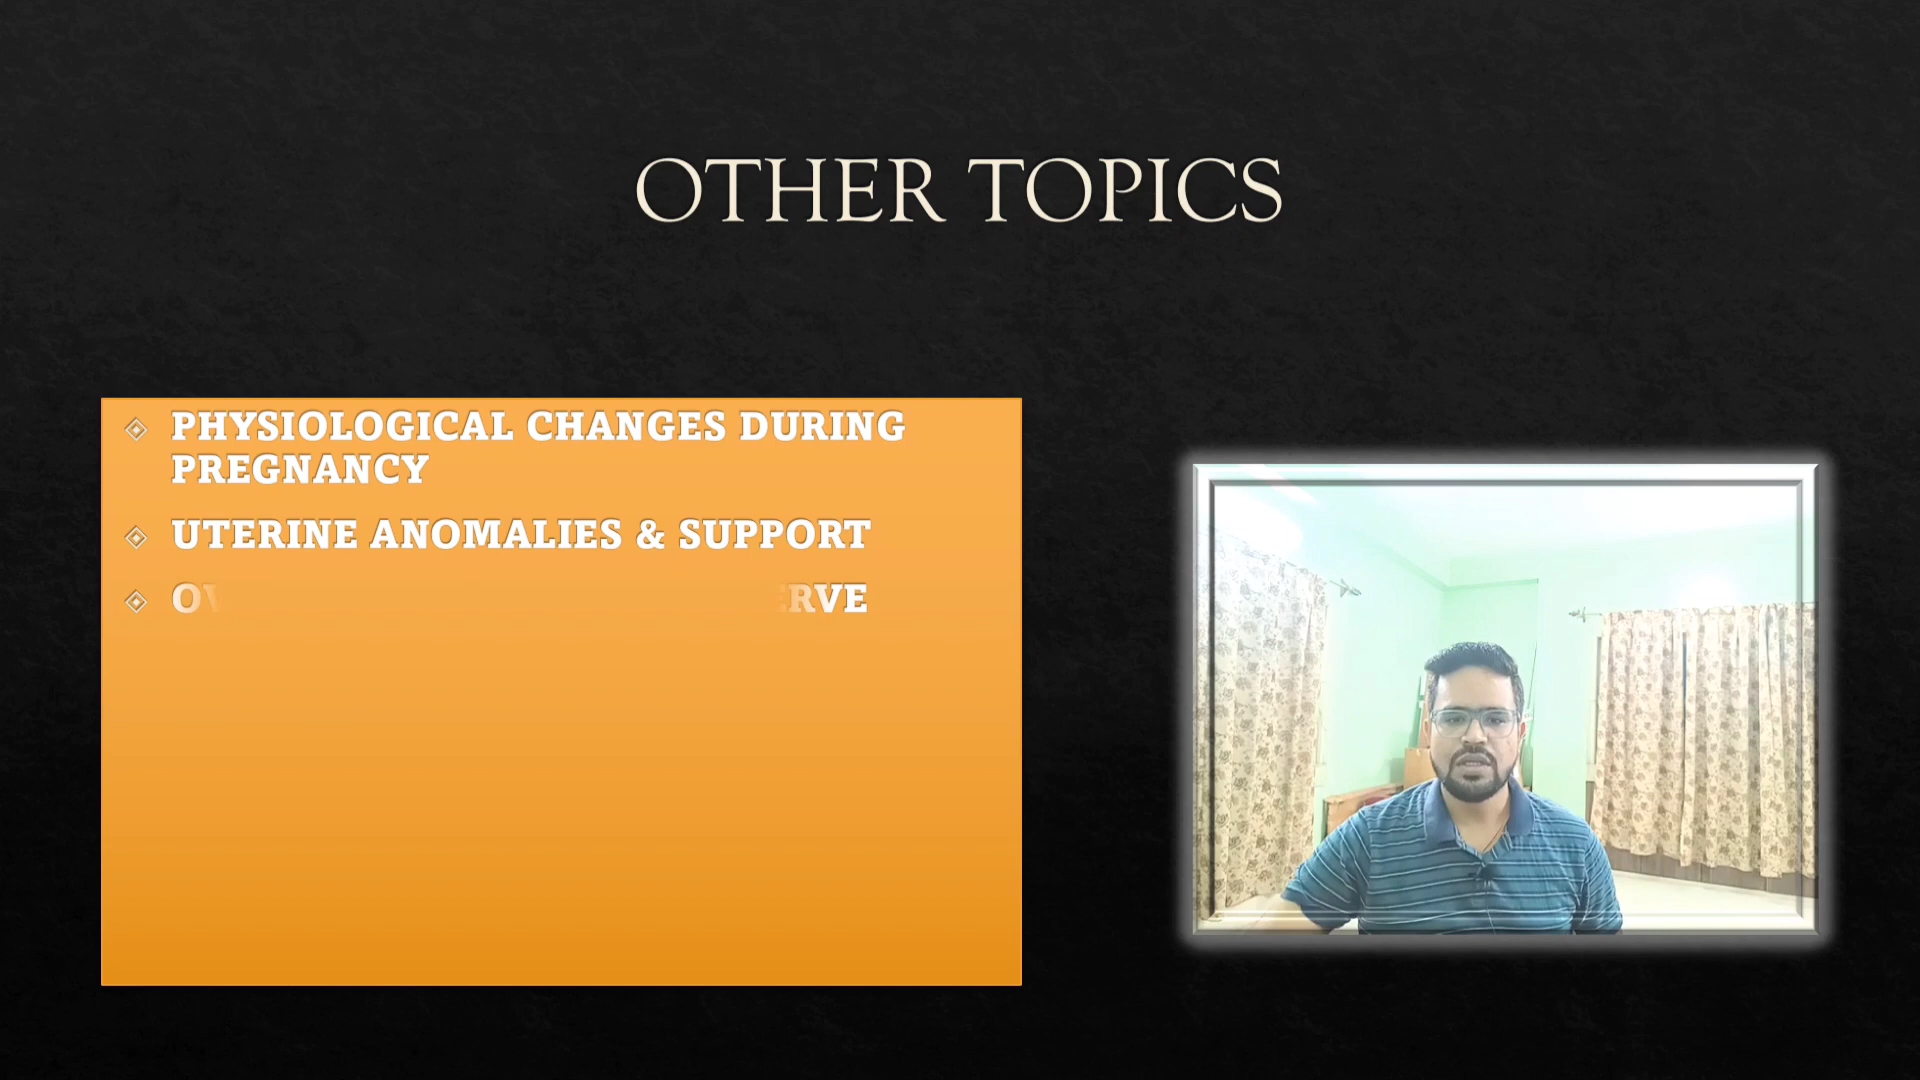 OTHER TOPICS
PHYSIOLOGICAL CHANGES DURING
PREGNANCY
UTERINE ANOMALIES & SUPPORT